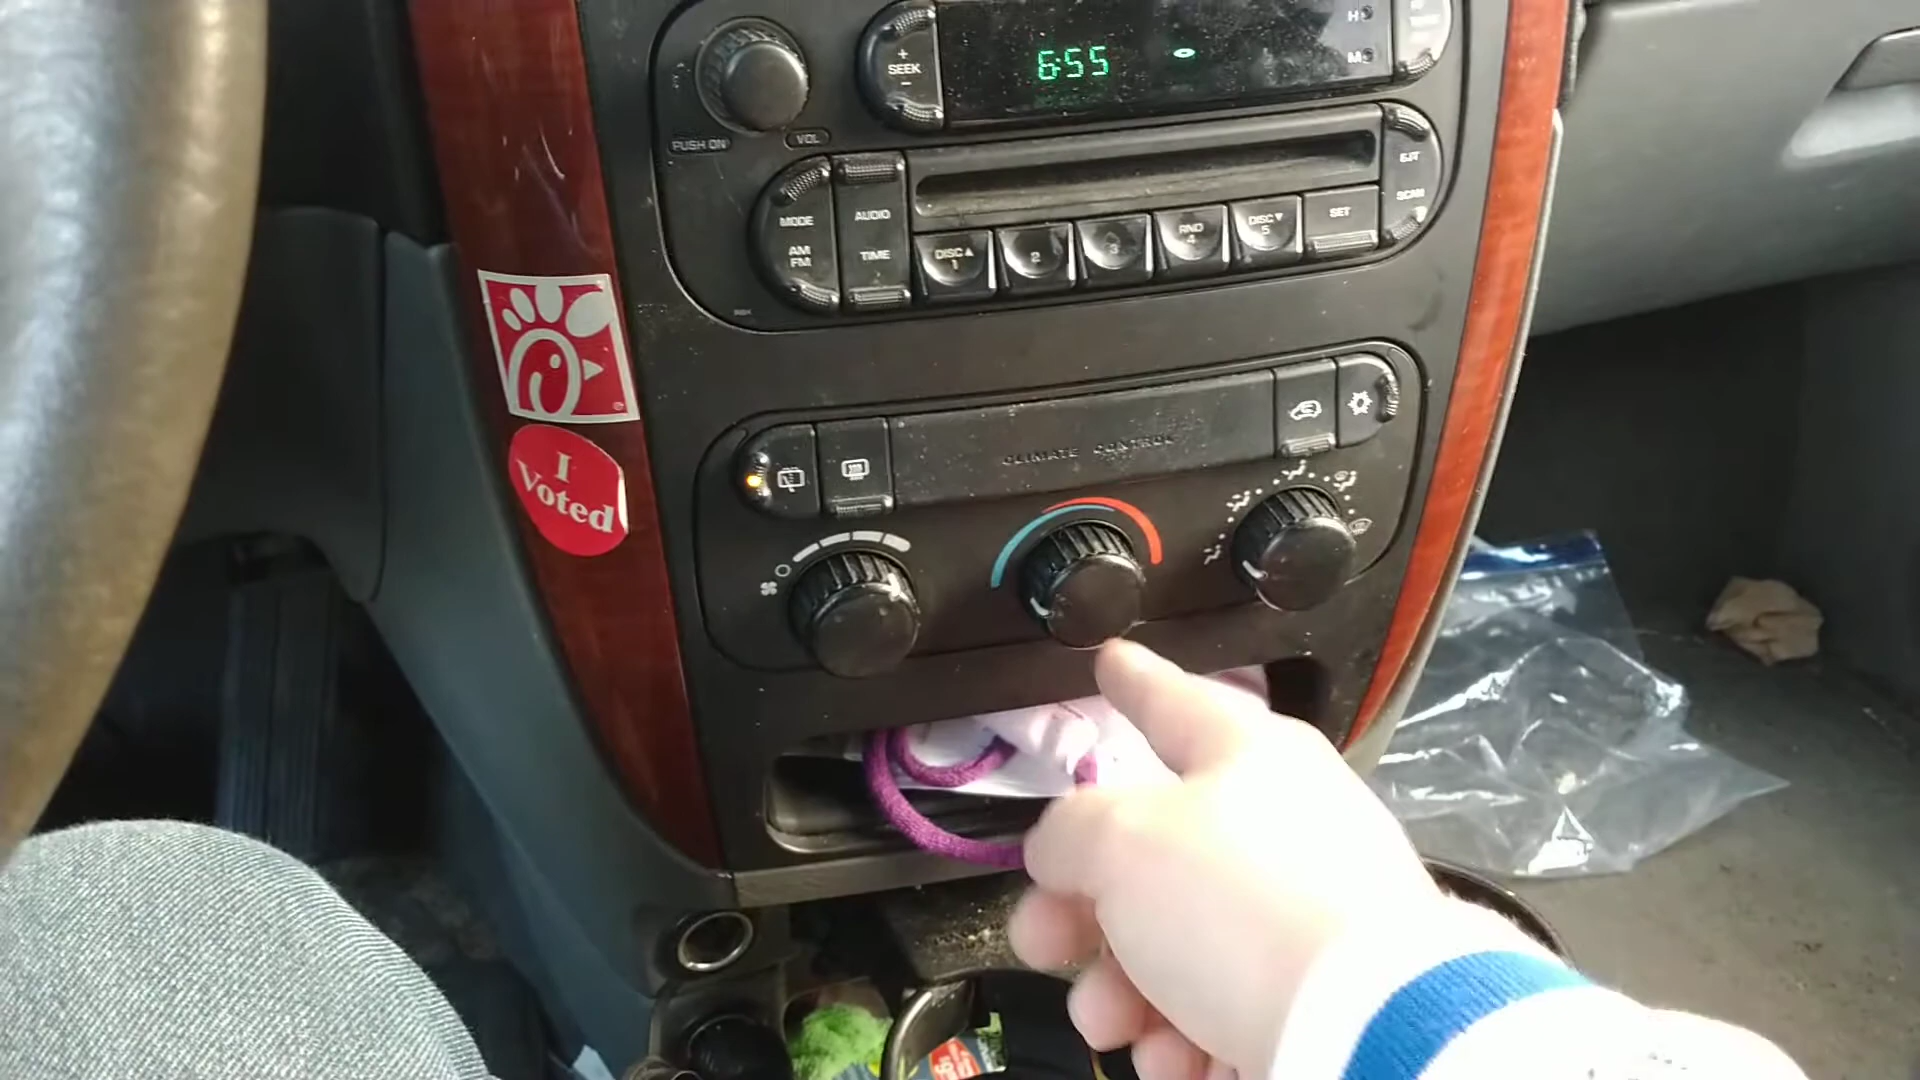 6:55
H
M
+
SEEK
-
PUSH ON
VOL
EJT
SCAN
MODE
AUDIO
SET
AM
FM
TIME
DISC▲
1
2
3
RND
4
DISC▼
5
CLIMATE CONTROL
I
Voted